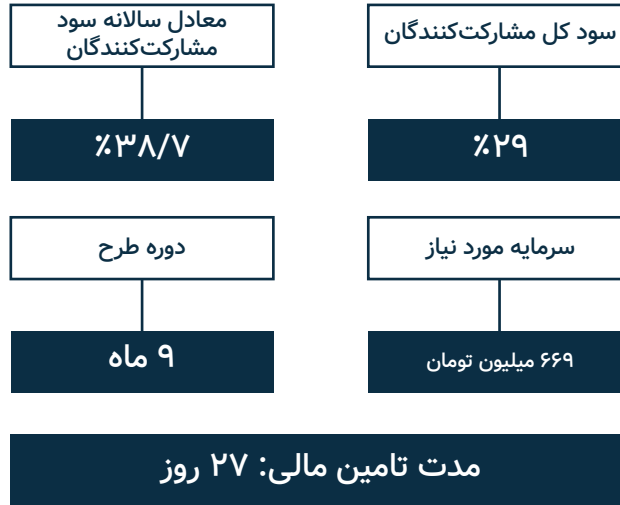 سود کل مشارکت‌کنندگان
٪۲۹
معادل سالانه سود
مشارکت‌کنندگان
٪۳۸/۷
سرمایه مورد نیاز
۶۶۹ میلیون تومان
دوره طرح
۹ ماه
مدت تامین مالی: ۲۷ روز